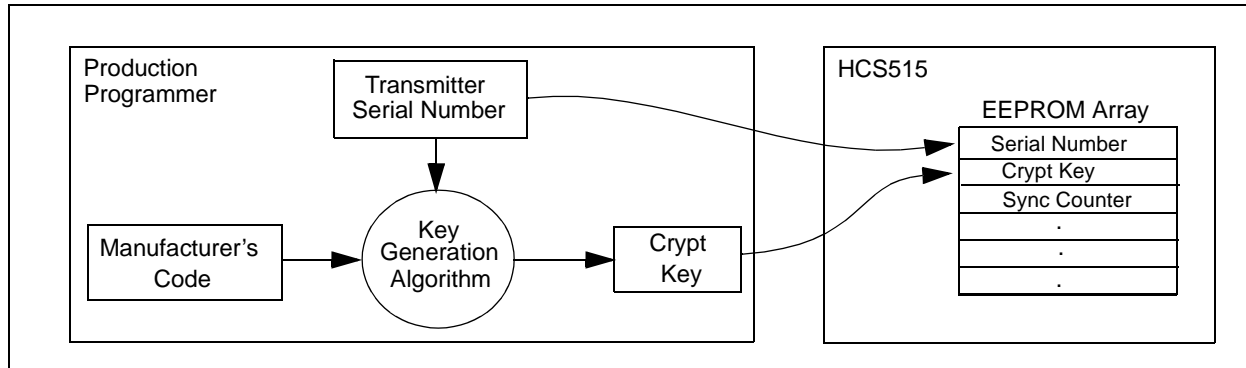 Production
Programmer
Transmitter
Serial Number
Manufacturer's
Code
Key
Generation
Algorithm
Crypt
Key
HCS515
EEPROM Array
Serial Number
Crypt Key
Sync Counter
.
.
.